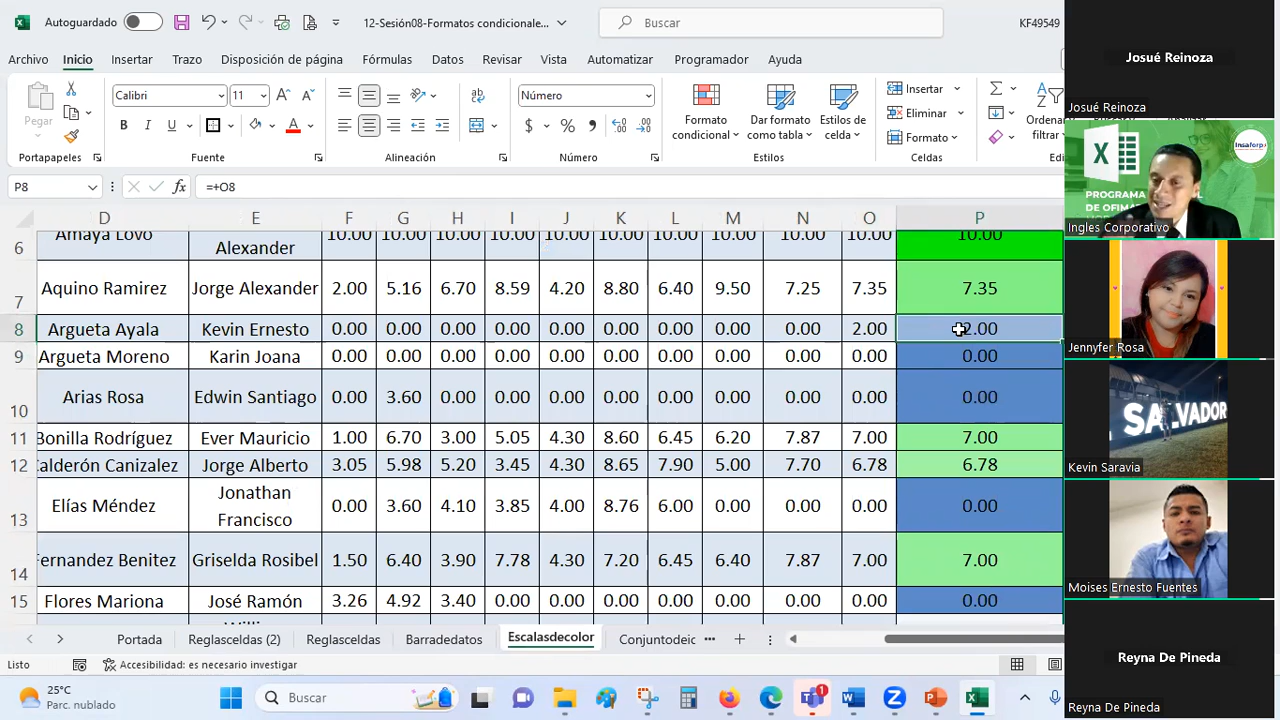 Autoguardado
12-Sesión08-Formatos condicionale...
Buscar
KF49549
Archivo Inicio Insertar Trazo Disposición de página Fórmulas Datos Revisar Vista Automatizar Programador Ayuda
Pegar
Calibri 11
N K S
Número
Formato condicional
Dar formato como tabla
Estilos de celda
Insertar
Eliminar
Formato
Ordenar
filtrar
Portapapeles Fuente Alineación Número Estilos Celdas
P8 fx =+O8
D E F G H I J K L M N O P
6 Amaya Lovo Alexander 10.00 10.00 10.00 10.00 10.00 10.00 10.00 10.00 10.00 10.00 10.00
7 Aquino Ramirez Jorge Alexander 2.00 5.16 6.70 8.59 4.20 8.80 6.40 9.50 7.25 7.35 7.35
8 Argueta Ayala Kevin Ernesto 0.00 0.00 0.00 0.00 0.00 0.00 0.00 0.00 0.00 2.00 2.00
9 Argueta Moreno Karin Joana 0.00 0.00 0.00 0.00 0.00 0.00 0.00 0.00 0.00 0.00 0.00
10 Arias Rosa Edwin Santiago 0.00 3.60 0.00 0.00 0.00 0.00 0.00 0.00 0.00 0.00 0.00
11 Bonilla Rodríguez Ever Mauricio 1.00 6.70 3.00 5.05 4.30 8.60 6.45 6.20 7.87 7.00 7.00
12 Calderón Canizalez Jorge Alberto 3.05 5.98 5.20 3.45 4.30 8.65 7.90 5.00 7.70 6.78 6.78
13 Elías Méndez Jonathan Francisco 0.00 3.60 4.10 3.85 4.00 8.76 6.00 0.00 0.00 0.00 0.00
14 Fernandez Benitez Griselda Rosibel 1.50 6.40 3.90 7.78 4.30 7.20 6.45 6.40 7.87 7.00 7.00
15 Flores Mariona José Ramón 3.26 4.92 3.40 0.00 0.00 0.00 0.00 0.00 0.00 0.00 0.00
Portada Reglasceldas (2) Reglasceldas Barradedatos Escalasdecolor Conjuntodeic ...
Listo Accesibilidad: es necesario investigar
25°C
Parc. nublado
Buscar
1
Josué Reinoza
Josué Reinoza
Insaforp
PROGRAMA
DE OFIMA
Ingles Corporativo
Jennyfer Rosa
SALVADOR
Kevin Saravia
Moises Ernesto Fuentes
Reyna De Pineda
Reyna De Pineda